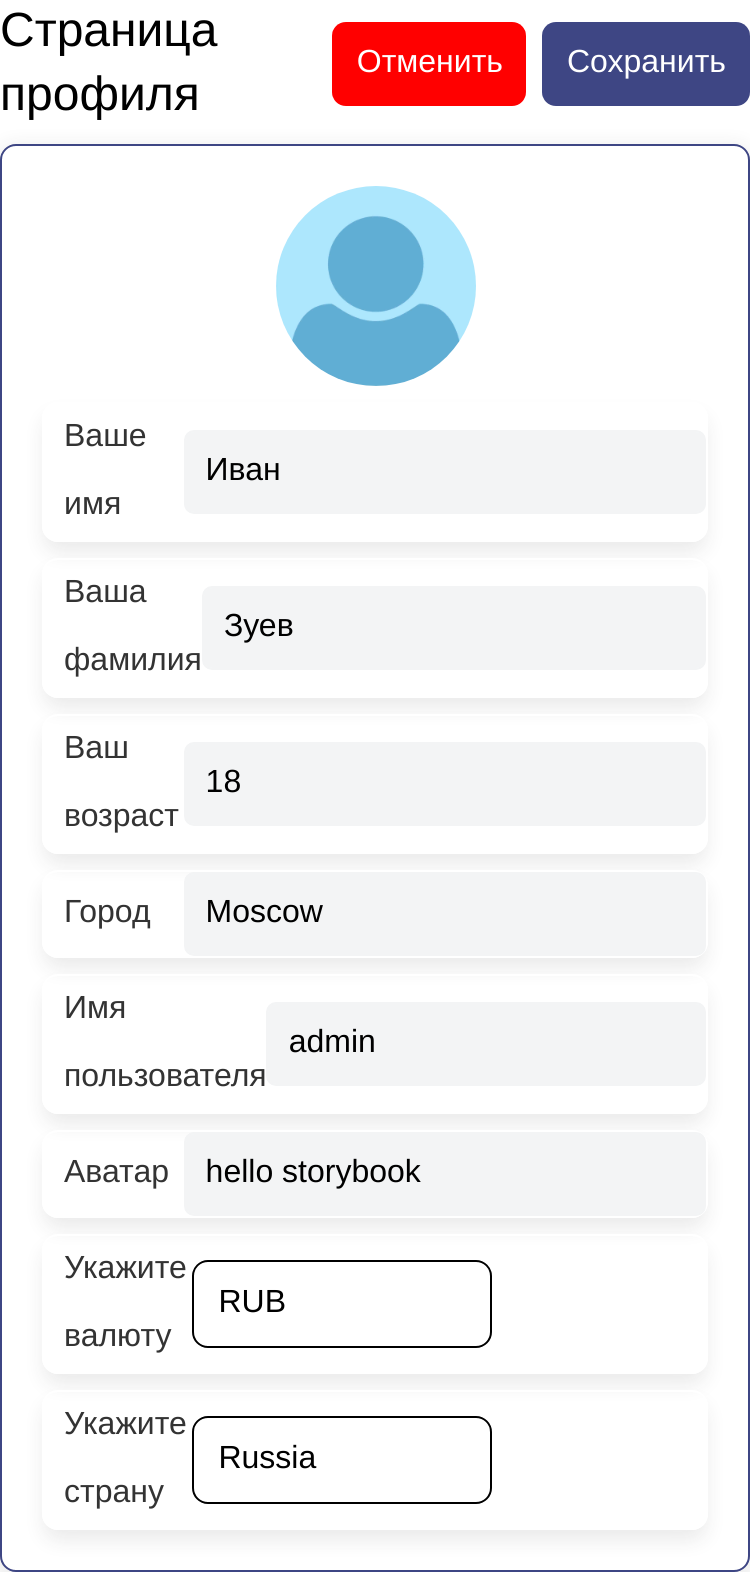 Страница
профиля
Отменить
Сохранить
Ваше
имя
Иван
Ваша
фамилия
Зуев
Ваш
возраст
18
Город
Moscow
Имя
пользователя
admin
Аватар
hello storybook
Укажите
валюту
RUB
Укажите
страну
Russia